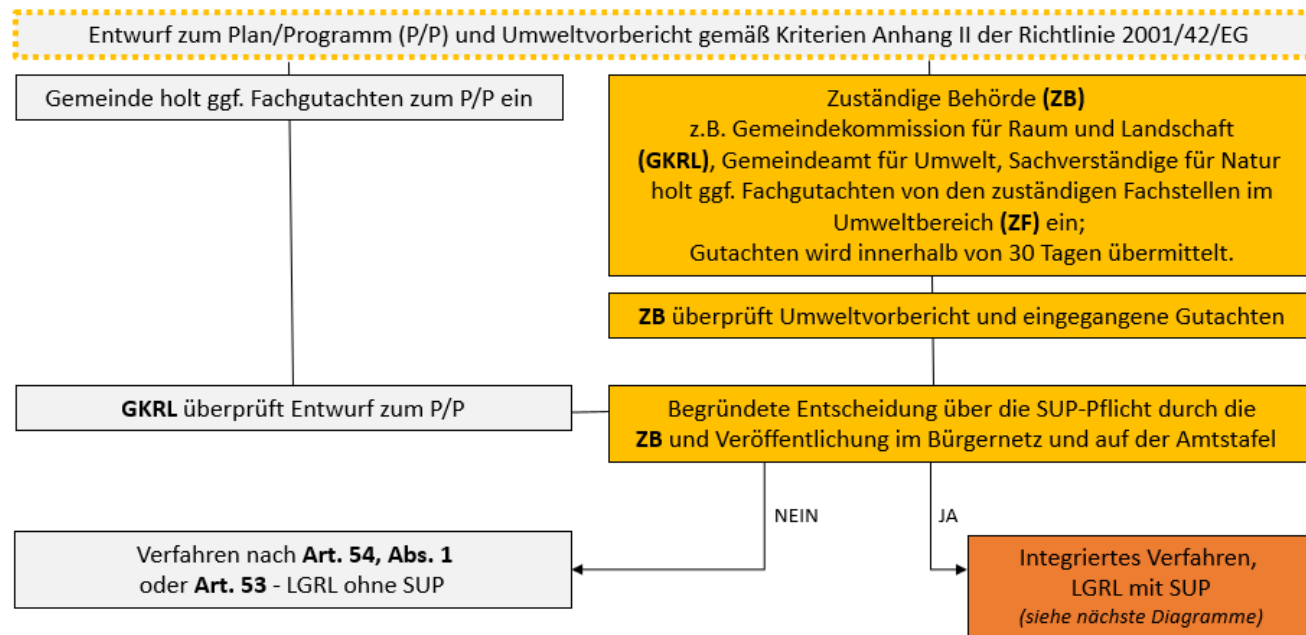 Entwurf zum Plan/Programm (P/P) und Umweltvorbericht gemäß Kriterien Anhang II der Richtlinie 2001/42/EG
Gemeinde holt ggf. Fachgutachten zum P/P ein
Zuständige Behörde (ZB)
z.B. Gemeindekommission für Raum und Landschaft
(GKRL), Gemeindeamt für Umwelt, Sachverständige für Natur
holt ggf. Fachgutachten von den zuständigen Fachstellen im
Umweltbereich (ZF) ein;
Gutachten wird innerhalb von 30 Tagen übermittelt.
ZB überprüft Umweltvorbericht und eingegangene Gutachten
GKRL überprüft Entwurf zum P/P
Begründete Entscheidung über die SUP-Pflicht durch die
ZB und Veröffentlichung im Bürgernetz und auf der Amtstafel
NEIN
JA
Verfahren nach Art. 54, Abs. 1
oder Art. 53 - LGRL ohne SUP
Integriertes Verfahren,
LGRL mit SUP
(siehe nächste Diagramme)